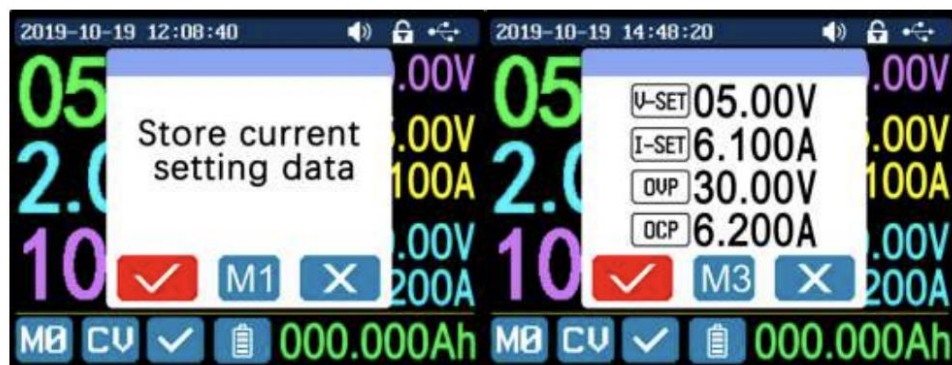 2019-10-19 12:08:40
05
.00V
Store current
setting data
.00V
2.0
100A
.00V
10
M1
200A
M0 CV 000.000Ah
2019-10-19 14:48:20
05
.00V
V-SET 05.00V
.00V
I-SET 6.100A
2.0
100A
OVP 30.00V
OCP 6.200A
.00V
10
M3
200A
M0 CV 000.000Ah